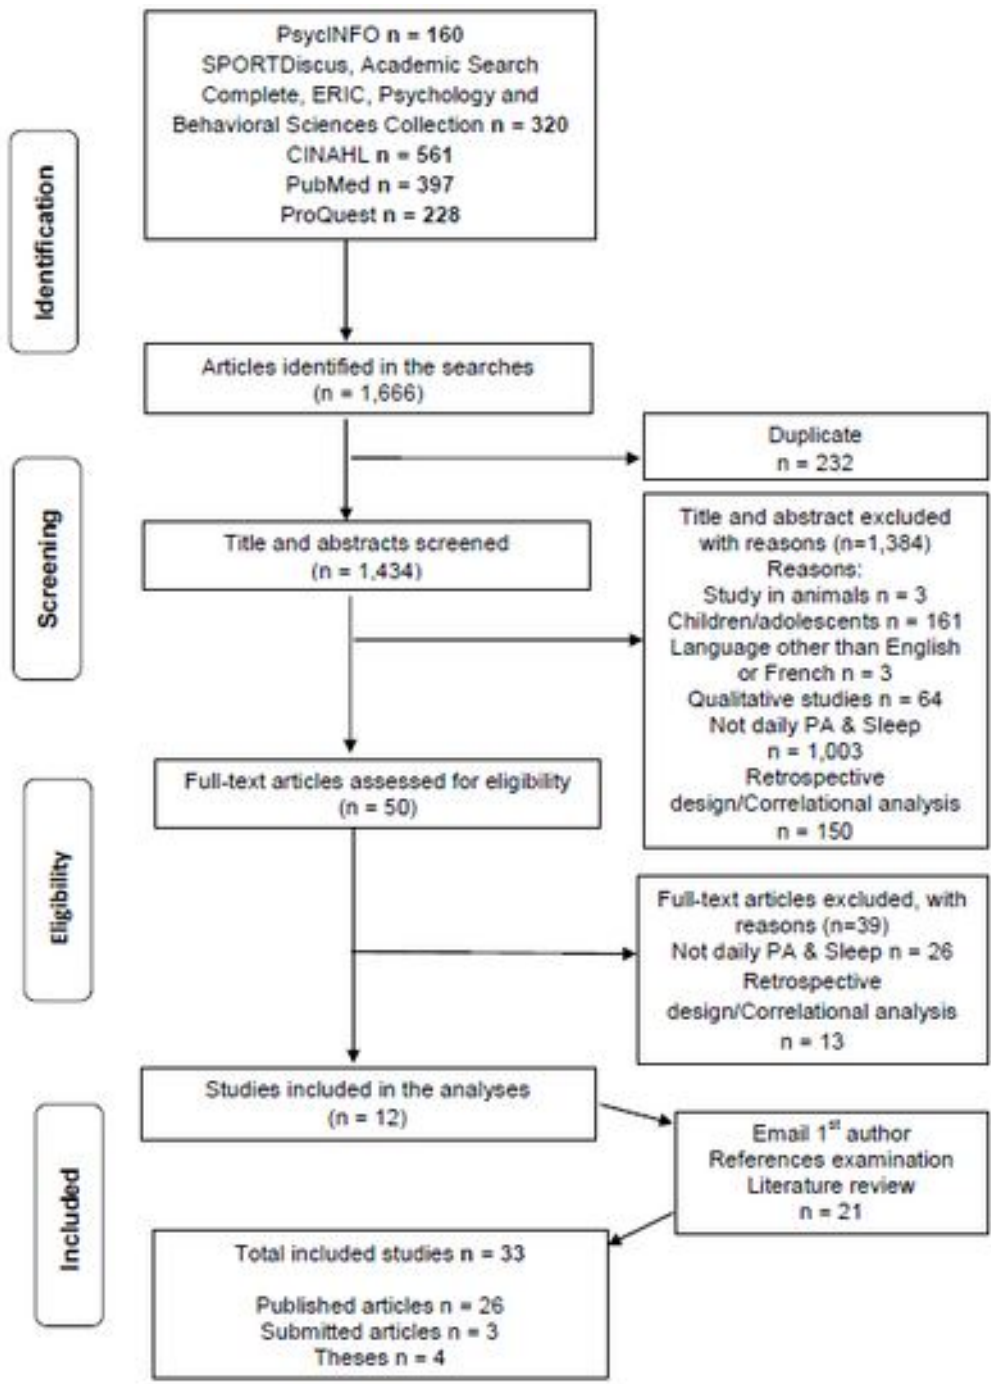 PsycINFO n = 160
SPORTDiscus, Academic Search
Complete, ERIC, Psychology and
Behavioral Sciences Collection n = 320
CINAHL n = 561
PubMed n = 397
ProQuest n = 228
Identification
Articles identified in the searches
(n = 1,666)
Duplicate
n = 232
Screening
Title and abstracts screened
(n = 1,434)
Title and abstract excluded
with reasons (n=1,384)
Reasons:
Study in animals n = 3
Children/adolescents n = 161
Language other than English
or French n = 3
Qualitative studies n = 64
Not daily PA & Sleep
n = 1,003
Retrospective
design/Correlational analysis
n = 150
Full-text articles assessed for eligibility
(n = 50)
Eligibility
Full-text articles excluded, with
reasons (n=39)
Not daily PA & Sleep n = 26
Retrospective
design/Correlational analysis
n = 13
Studies included in the analyses
(n = 12)
Email 1st author
References examination
Literature review
n = 21
Included
Total included studies n = 33
Published articles n = 26
Submitted articles n = 3
Theses n = 4